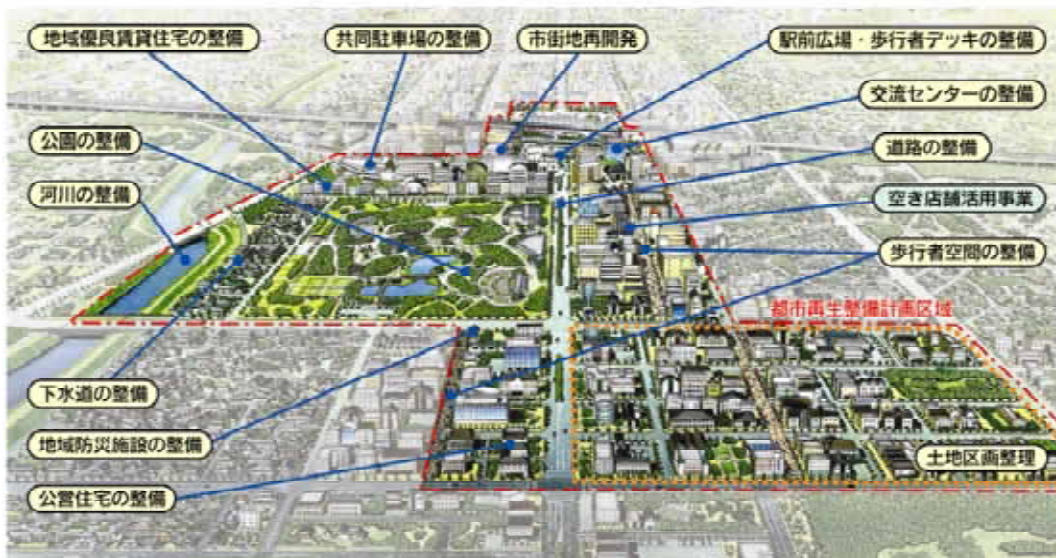 地域優良賃貸住宅の整備
共同駐車場の整備
市街地再開発
駅前広場・歩行者デッキの整備
交流センターの整備
公園の整備
道路の整備
河川の整備
空き店舗活用事業
歩行者空間の整備
都市再生整備計画区域
下水道の整備
地域防災施設の整備
土地区画整理
公営住宅の整備